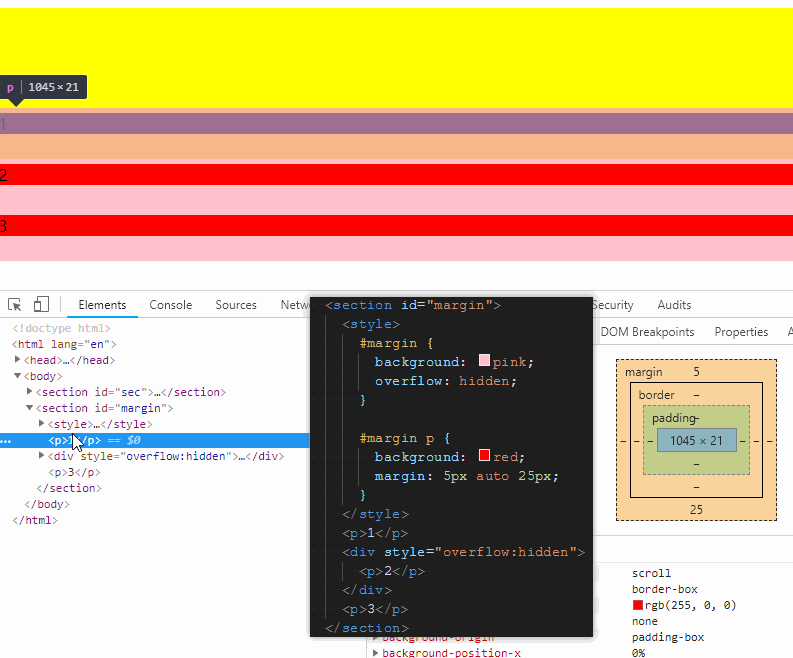 p 1045×21
1
2
3
Elements Console Sources Netw Security Audits
<!doctype html>
<html lang="en">
<head>…</head>
<body>
<section id="sec">…</section>
<section id="margin">
<style>…</style>
<p>1</p> == $0
<div style="overflow:hidden">…</div>
<p>3</p>
</section>
</body>
</html>
<section id="margin">
<style>
#margin {
background: pink;
overflow: hidden;
}
#margin p {
background: red;
margin: 5px auto 25px;
}
</style>
<p>1</p>
<div style="overflow:hidden">
<p>2</p>
</div>
<p>3</p>
</section>
DOM Breakpoints Properties A
margin 5
border –
padding–
– – – 1045 × 21 – – –
–
–
25
scroll
border-box
rgb(255, 0, 0)
none
background-origin padding-box
background-position-x 0%